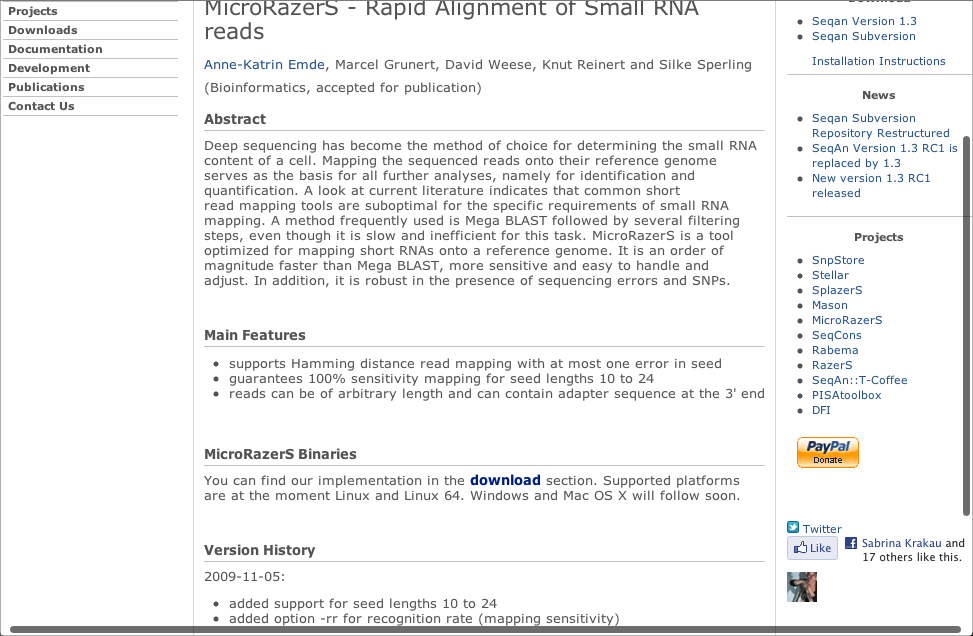 Projects
Downloads
Documentation
Development
Publications
Contact Us
MicroRazerS - Rapid Alignment of Small RNA
reads
Anne-Katrin Emde, Marcel Grunert, David Weese, Knut Reinert and Silke Sperling
(Bioinformatics, accepted for publication)
Abstract
Deep sequencing has become the method of choice for determining the small RNA
content of a cell. Mapping the sequenced reads onto their reference genome
serves as the basis for all further analyses, namely for identification and
quantification. A look at current literature indicates that common short
read mapping tools are suboptimal for the specific requirements of small RNA
mapping. A method frequently used is Mega BLAST followed by several filtering
steps, even though it is slow and inefficient for this task. MicroRazerS is a tool
optimized for mapping short RNAs onto a reference genome. It is an order of
magnitude faster than Mega BLAST, more sensitive and easy to handle and
adjust. In addition, it is robust in the presence of sequencing errors and SNPs.
Main Features
supports Hamming distance read mapping with at most one error in seed
guarantees 100% sensitivity mapping for seed lengths 10 to 24
reads can be of arbitrary length and can contain adapter sequence at the 3' end
MicroRazerS Binaries
You can find our implementation in the download section. Supported platforms
are at the moment Linux and Linux 64. Windows and Mac OS X will follow soon.
Version History
2009-11-05:
added support for seed lengths 10 to 24
added option -rr for recognition rate (mapping sensitivity)
Seqan Version 1.3
Seqan Subversion
Installation Instructions
News
Seqan Subversion
Repository Restructured
SeqAn Version 1.3 RC1 is
replaced by 1.3
New version 1.3 RC1
released
Projects
SnpStore
Stellar
SplazerS
Mason
MicroRazerS
SeqCons
Rabema
RazerS
SeqAn::T-Coffee
PISAtoolbox
DFI
PayPal
Donate
Twitter
Like
Sabrina Krakau and
17 others like this.